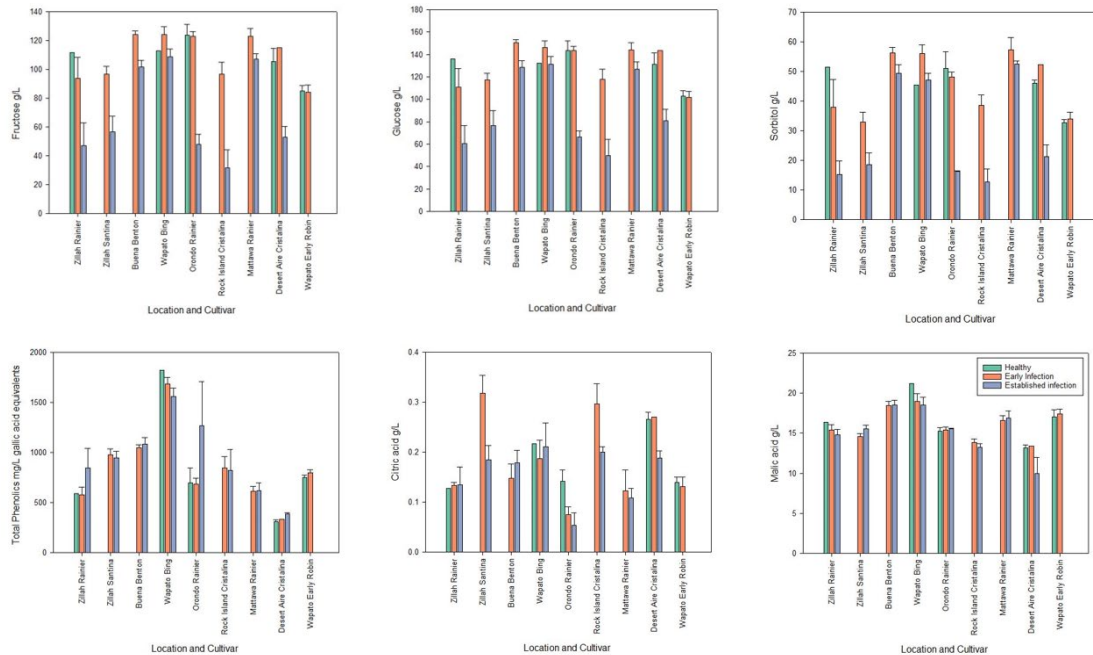 Fructose g/L
140
120
100
80
60
40
20
0
Zillah Rainier
Zillah Santina
Buena Benton
Wapato Bing
Orondo Rainier
Rock Island Cristalina
Mattawa Rainier
Desert Aire Cristalina
Wapato Early Robin
Location and Cultivar
Glucose g/L
180
160
140
120
100
80
60
40
20
0
Zillah Rainier
Zillah Santina
Buena Benton
Wapato Bing
Orondo Rainier
Rock Island Cristalina
Mattawa Rainier
Desert Aire Cristalina
Wapato Early Robin
Location and Cultivar
Sorbitol g/L
70
60
50
40
30
20
10
0
Zillah Rainier
Zillah Santina
Buena Benton
Wapato Bing
Orondo Rainier
Rock Island Cristalina
Mattawa Rainier
Desert Aire Cristalina
Wapato Early Robin
Location and Cultivar
Total Phenolics mg/L gallic acid equivalents
2000
1500
1000
500
0
Zillah Rainier
Zillah Santina
Buena Benton
Wapato Bing
Orondo Rainier
Rock Island Cristalina
Mattawa Rainier
Desert Aire Cristalina
Wapato Early Robin
Location and Cultivar
Citric acid g/L
0.4
0.3
0.2
0.1
0.0
Zillah Rainier
Zillah Santina
Buena Benton
Wapato Bing
Orondo Rainier
Rock Island Cristalina
Mattawa Rainier
Desert Aire Cristalina
Wapato Early Robin
Location and Cultivar
Malic acid g/L
25
20
15
10
5
0
Healthy
Early Infection
Established infection
Zillah Rainier
Zillah Santina
Buena Benton
Wapato Bing
Orondo Rainier
Rock Island Cristalina
Mattawa Rainier
Desert Aire Cristalina
Wapato Early Robin
Location and Cultivar